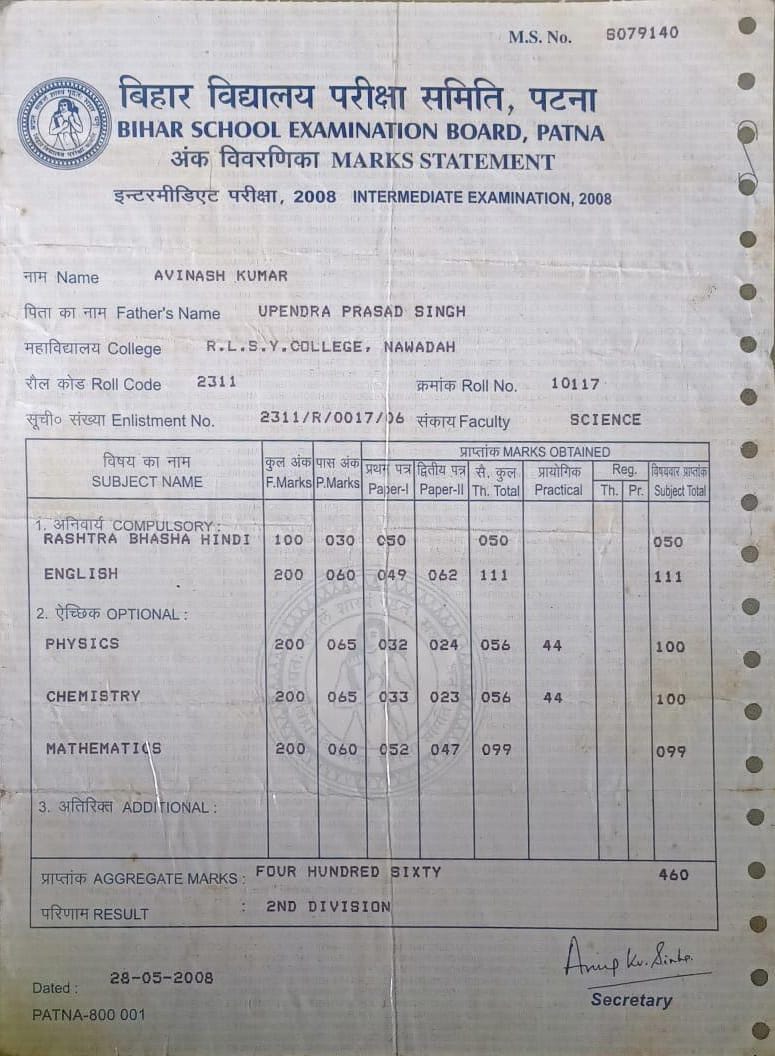 M.S. No. S079140
बिहार विद्यालय परीक्षा समिति, पटना
BIHAR SCHOOL EXAMINATION BOARD, PATNA
अंक विवरणिका MARKS STATEMENT
इन्टरमीडिएट परीक्षा, 2008 INTERMEDIATE EXAMINATION, 2008
नाम Name AVINASH KUMAR
पिता का नाम Father's Name UPENDRA PRASAD SINGH
महाविद्यालय College R.L.S.Y.COLLEGE, NAWADAH
रौल कोड Roll Code 2311 क्रमांक Roll No. 10117
सूची० संख्या Enlistment No. 2311/R/0017/06 संकाय Faculty SCIENCE
विषय का नाम कुल अंक पास अंक प्राप्तांक MARKS OBTAINED
SUBJECT NAME F.Marks P.Marks प्रथम पत्र द्वितीय पत्र सै. कुल प्रायोगिक Reg. विषयवार प्राप्तांक
Paper-I Paper-II Th. Total Practical Th. Pr. Subject Total
1. अनिवार्य COMPULSORY :
RASHTRA BHASHA HINDI 100 030 050 050 050
ENGLISH 200 060 049 062 111 111
2. ऐच्छिक OPTIONAL :
PHYSICS 200 065 032 024 056 44 100
CHEMISTRY 200 065 033 023 056 44 100
MATHEMATICS 200 060 052 047 099 099
3. अतिरिक्त ADDITIONAL :
प्राप्तांक AGGREGATE MARKS : FOUR HUNDRED SIXTY 460
परिणाम RESULT : 2ND DIVISION
Anup Kr. Sinha
Dated : 28-05-2008
Secretary
PATNA-800 001